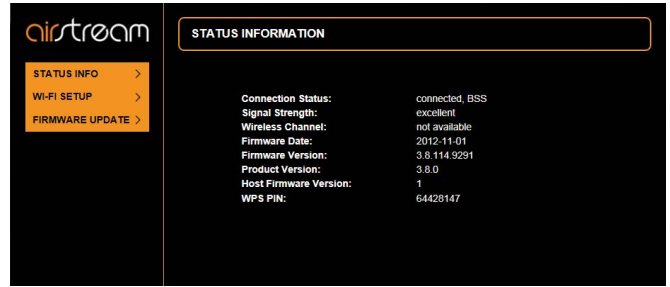 airstream
STATUS INFORMATION
STATUS INFO >
WI-FI SETUP >
FIRMWARE UPDATE >
Connection Status: connected, BSS
Signal Strength: excellent
Wireless Channel: not available
Firmware Date: 2012-11-01
Firmware Version: 3.8.114.9291
Product Version: 3.8.0
Host Firmware Version: 1
WPS PIN: 64428147